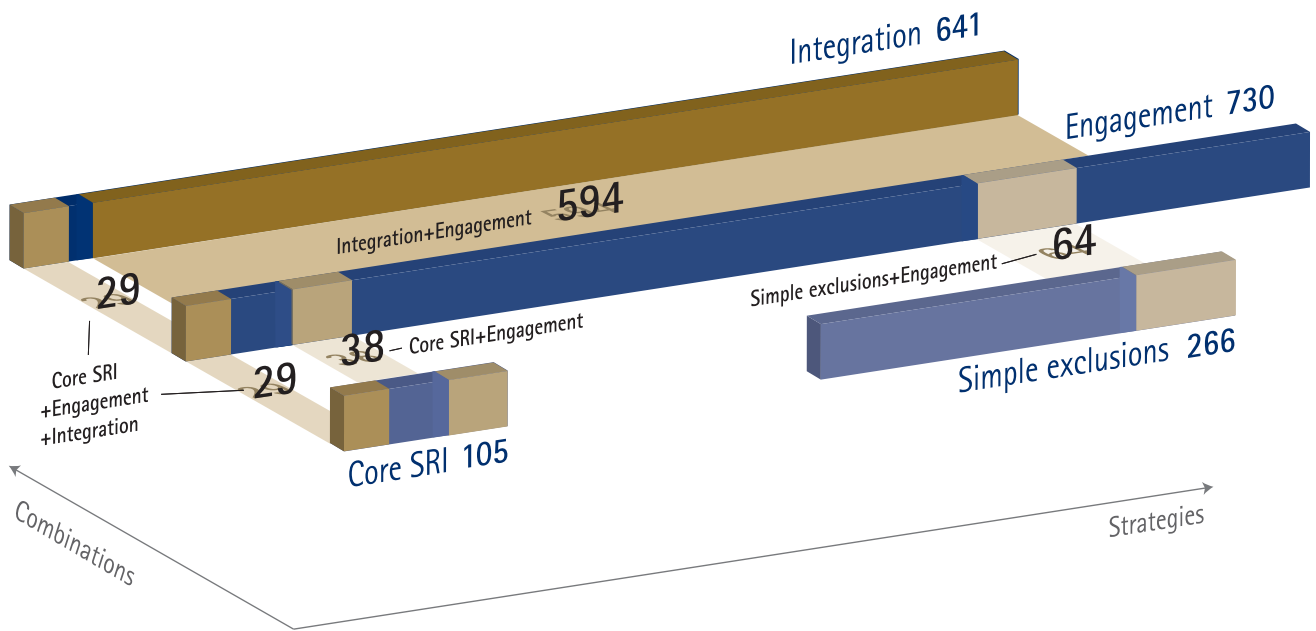 Integration 641
Engagement 730
Integration+Engagement 594
Simple exclusions+Engagement 64
29
38 Core SRI+Engagement
29
Core SRI
+Engagement
+Integration
Simple exclusions 266
Core SRI 105
Combinations
Strategies